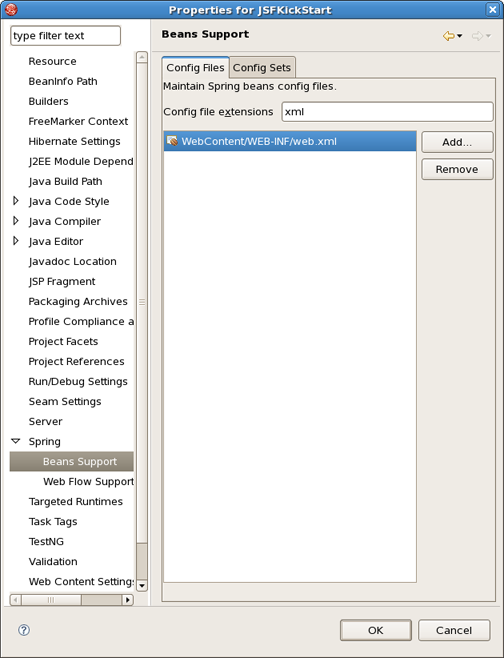 Properties for JSFKickStart
type filter text
Resource
BeanInfo Path
Builders
FreeMarker Context
Hibernate Settings
J2EE Module Depend
Java Build Path
Java Code Style
Java Compiler
Java Editor
Javadoc Location
JSP Fragment
Packaging Archives
Profile Compliance a
Project Facets
Project References
Run/Debug Settings
Seam Settings
Server
Spring
Beans Support
Web Flow Support
Targeted Runtimes
Task Tags
TestNG
Validation
Web Content Settings
Beans Support
Config Files
Config Sets
Maintain Spring beans config files.
Config file extensions
xml
WebContent/WEB-INF/web.xml
Add...
Remove
?
OK
Cancel